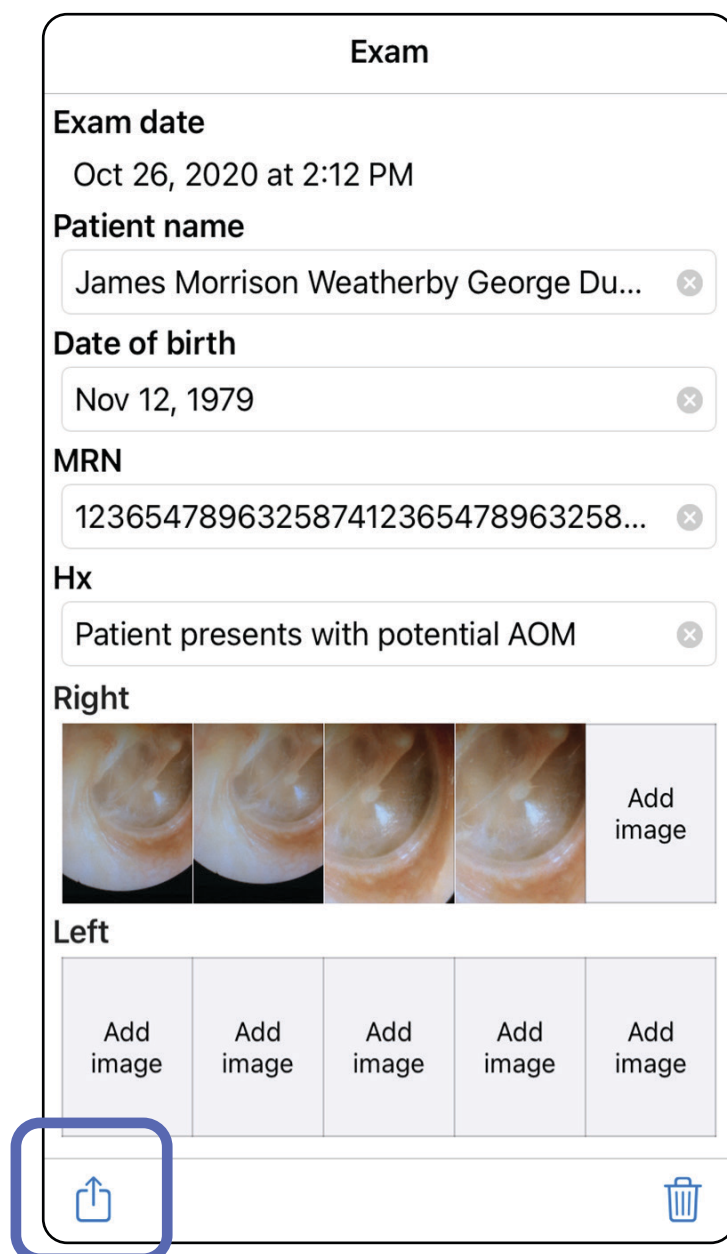 Exam
Exam date
Oct 26, 2020 at 2:12 PM
Patient name
James Morrison Weatherby George Du...
Date of birth
Nov 12, 1979
MRN
12365478963258741236547896​3258...
Hx
Patient presents with potential AOM
Right
Add
image
Left
Add Add Add Add Add
image image image image image